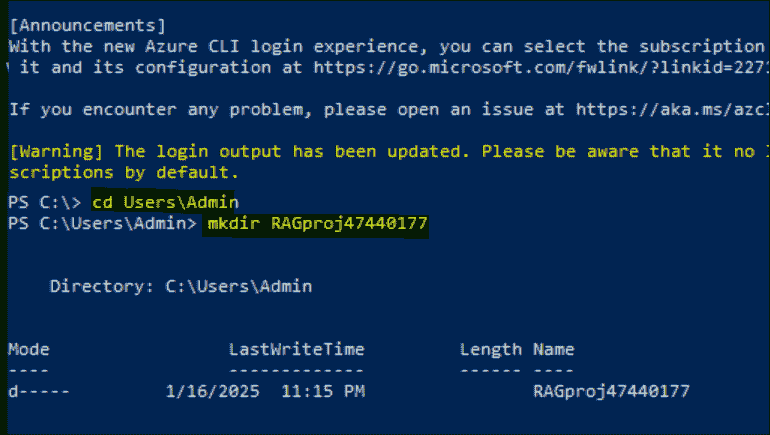 [Announcements]
With the new Azure CLI login experience, you can select the subscription
it and its configuration at https://go.microsoft.com/fwlink/?linkid=2271
If you encounter any problem, please open an issue at https://aka.ms/azcl
[Warning] The login output has been updated. Please be aware that it no
scriptions by default.
PS C:\> cd Users\Admin
PS C:\Users\Admin> mkdir RAGproj47440177
Directory: C:\Users\Admin
Mode LastWriteTime Length Name
---- ------------- ------ ----
d----- 1/16/2025 11:15 PM RAGproj47440177